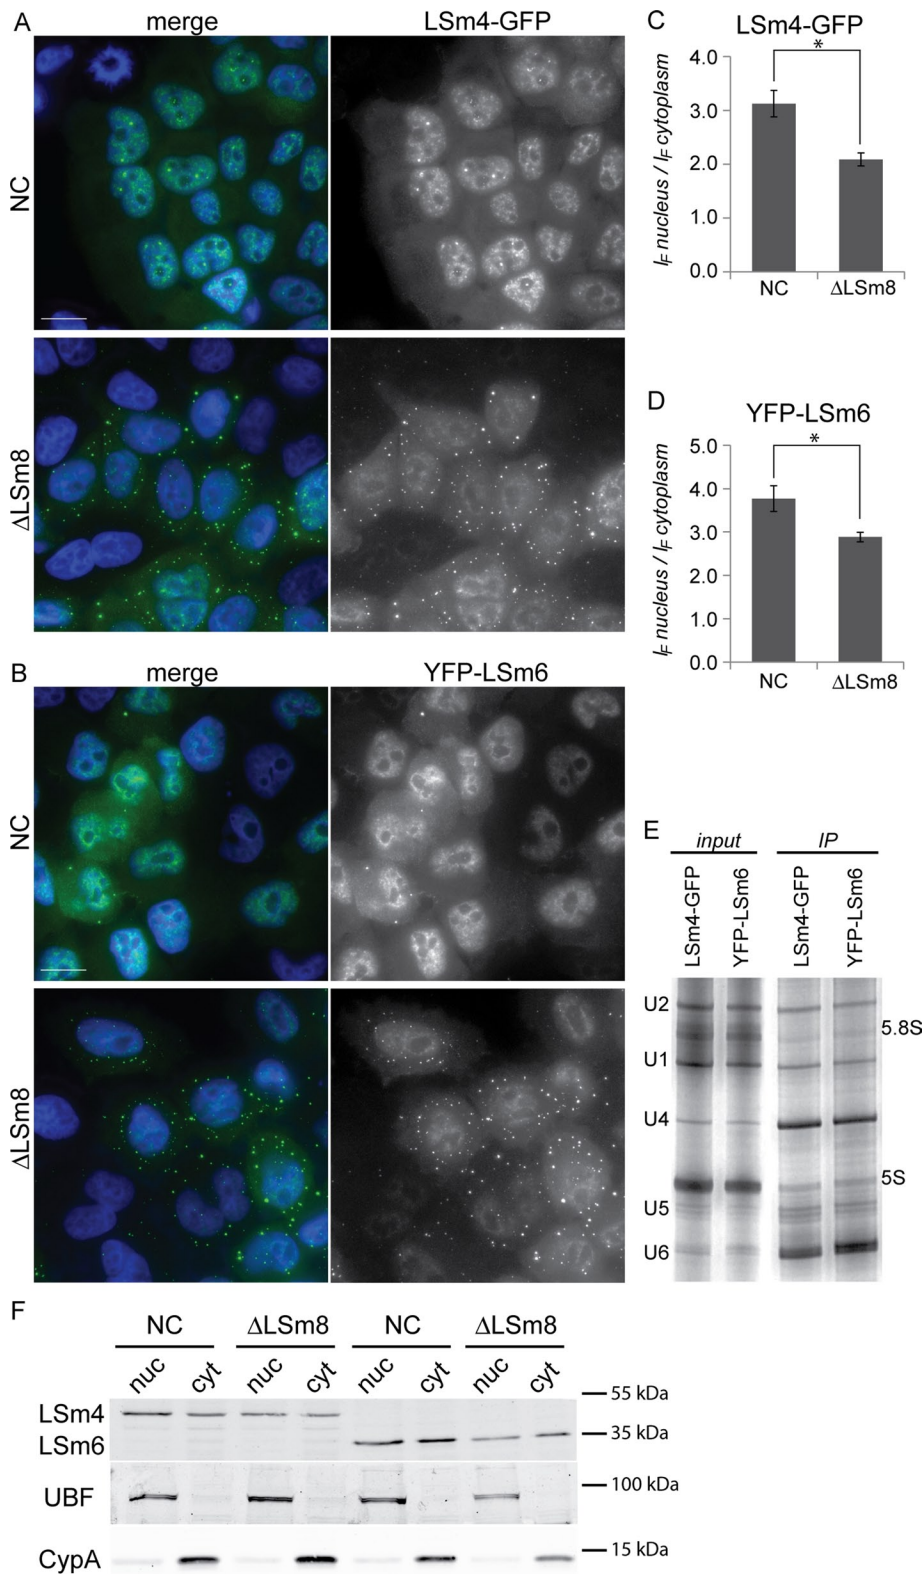 A
merge
LSm4-GFP
NC
ΔLSm8
B
merge
YFP-LSm6
NC
ΔLSm8
C
LSm4-GFP
*
4.0
3.0
2.0
1.0
0.0
IF nucleus / IF cytoplasm
NC
ΔLSm8
D
YFP-LSm6
*
5.0
4.0
3.0
2.0
1.0
0.0
IF nucleus / IF cytoplasm
NC
ΔLSm8
E
input
IP
LSm4-GFP
YFP-LSm6
LSm4-GFP
YFP-LSm6
U2
5.8S
U1
U4
5S
U5
U6
F
NC
ΔLSm8
NC
ΔLSm8
nuc
cyt
nuc
cyt
nuc
cyt
nuc
cyt
55 kDa
LSm4
35 kDa
LSm6
100 kDa
UBF
15 kDa
CypA